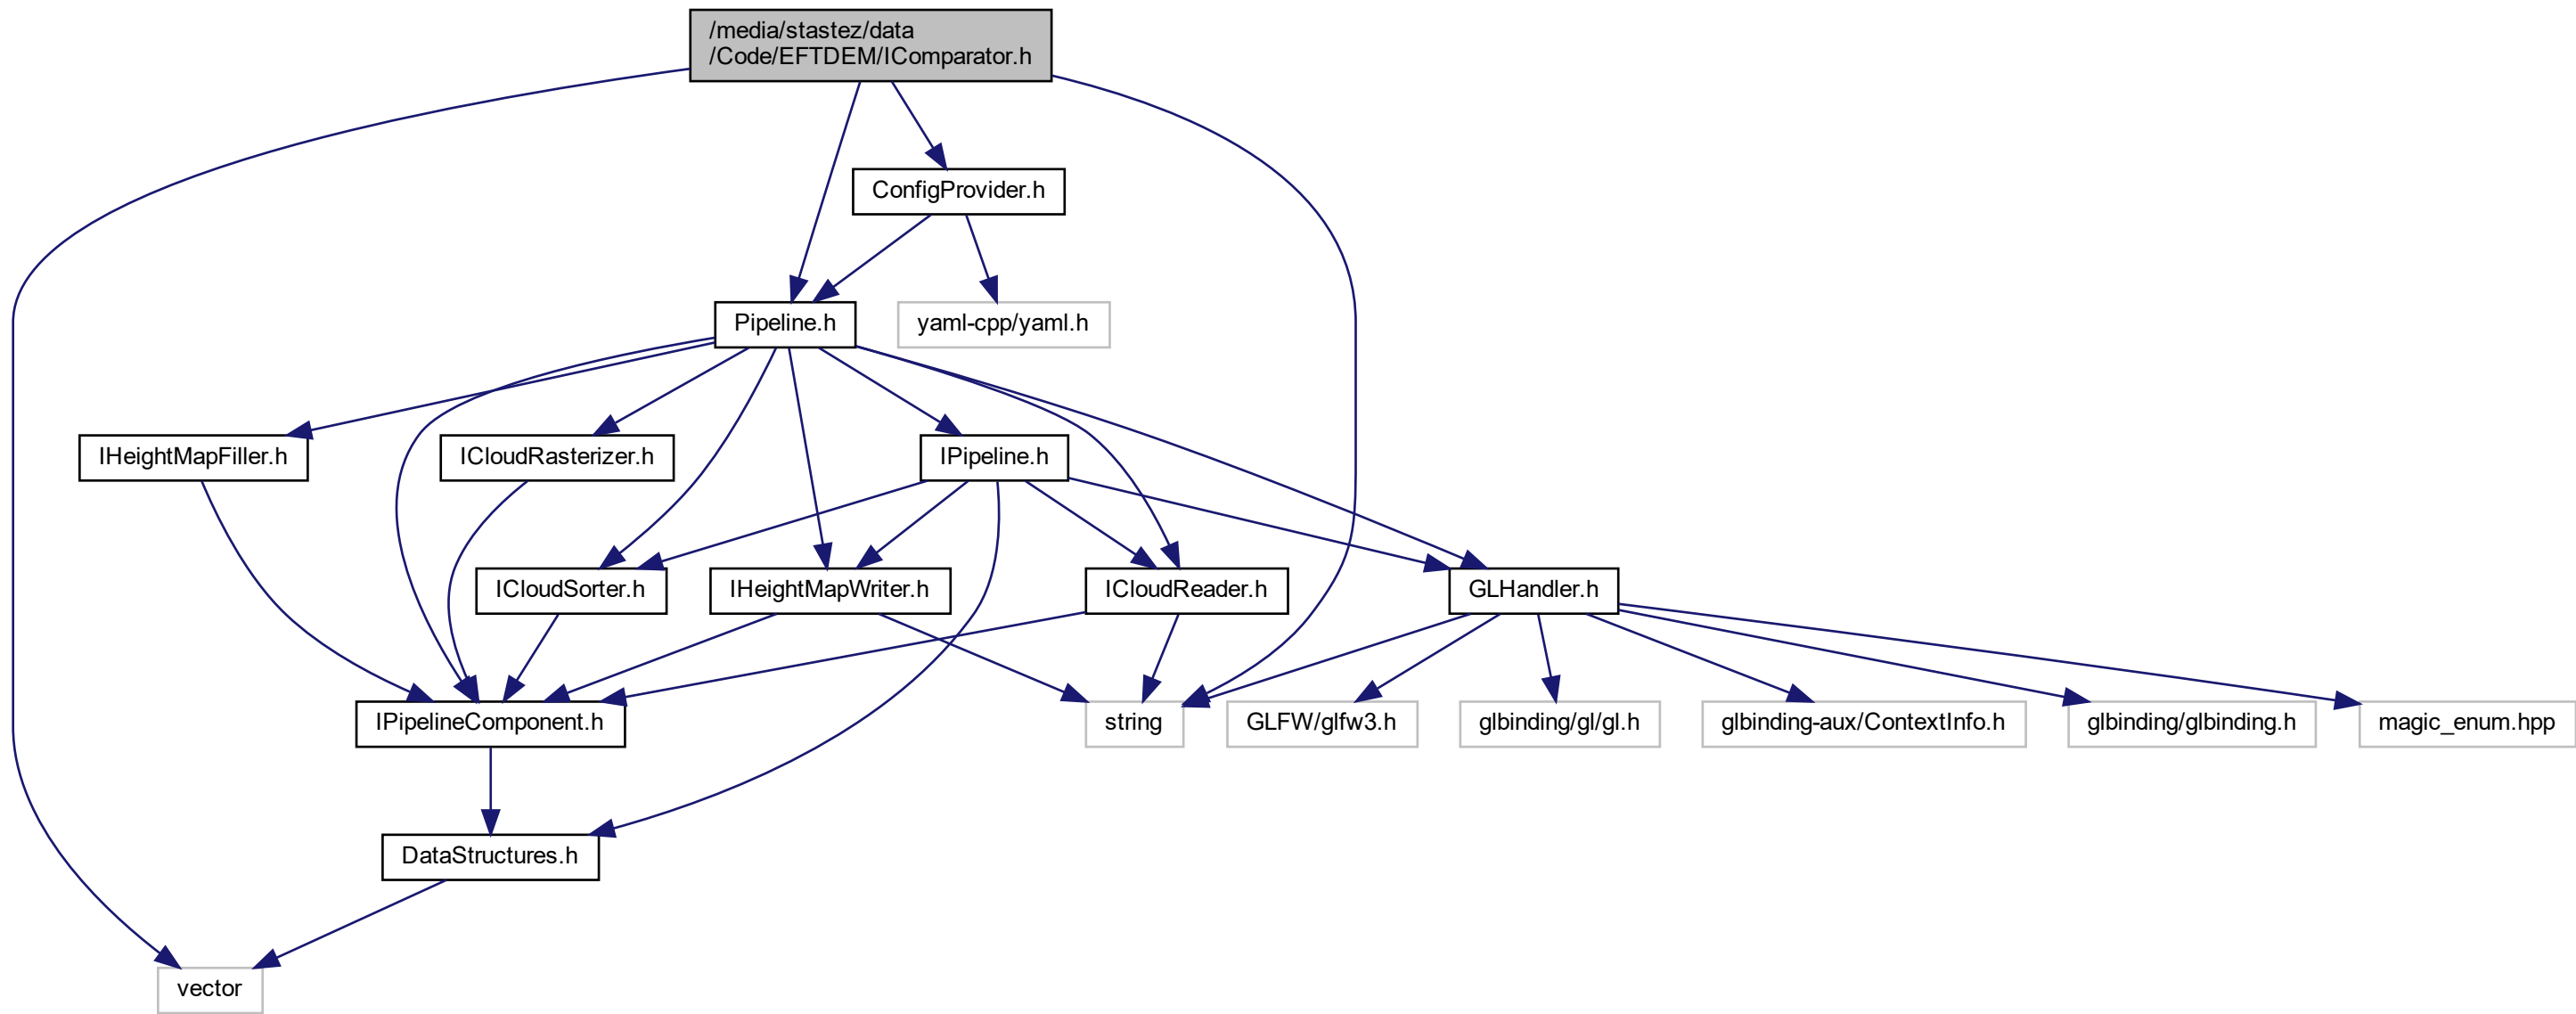 /media/stastez/data
/Code/EFTDEM/IComparator.h
ConfigProvider.h
Pipeline.h
yaml-cpp/yaml.h
IHeightMapFiller.h
ICloudRasterizer.h
IPipeline.h
ICloudSorter.h
IHeightMapWriter.h
ICloudReader.h
GLHandler.h
IPipelineComponent.h
string
GLFW/glfw3.h
glbinding/gl/gl.h
glbinding-aux/ContextInfo.h
glbinding/glbinding.h
magic_enum.hpp
DataStructures.h
vector